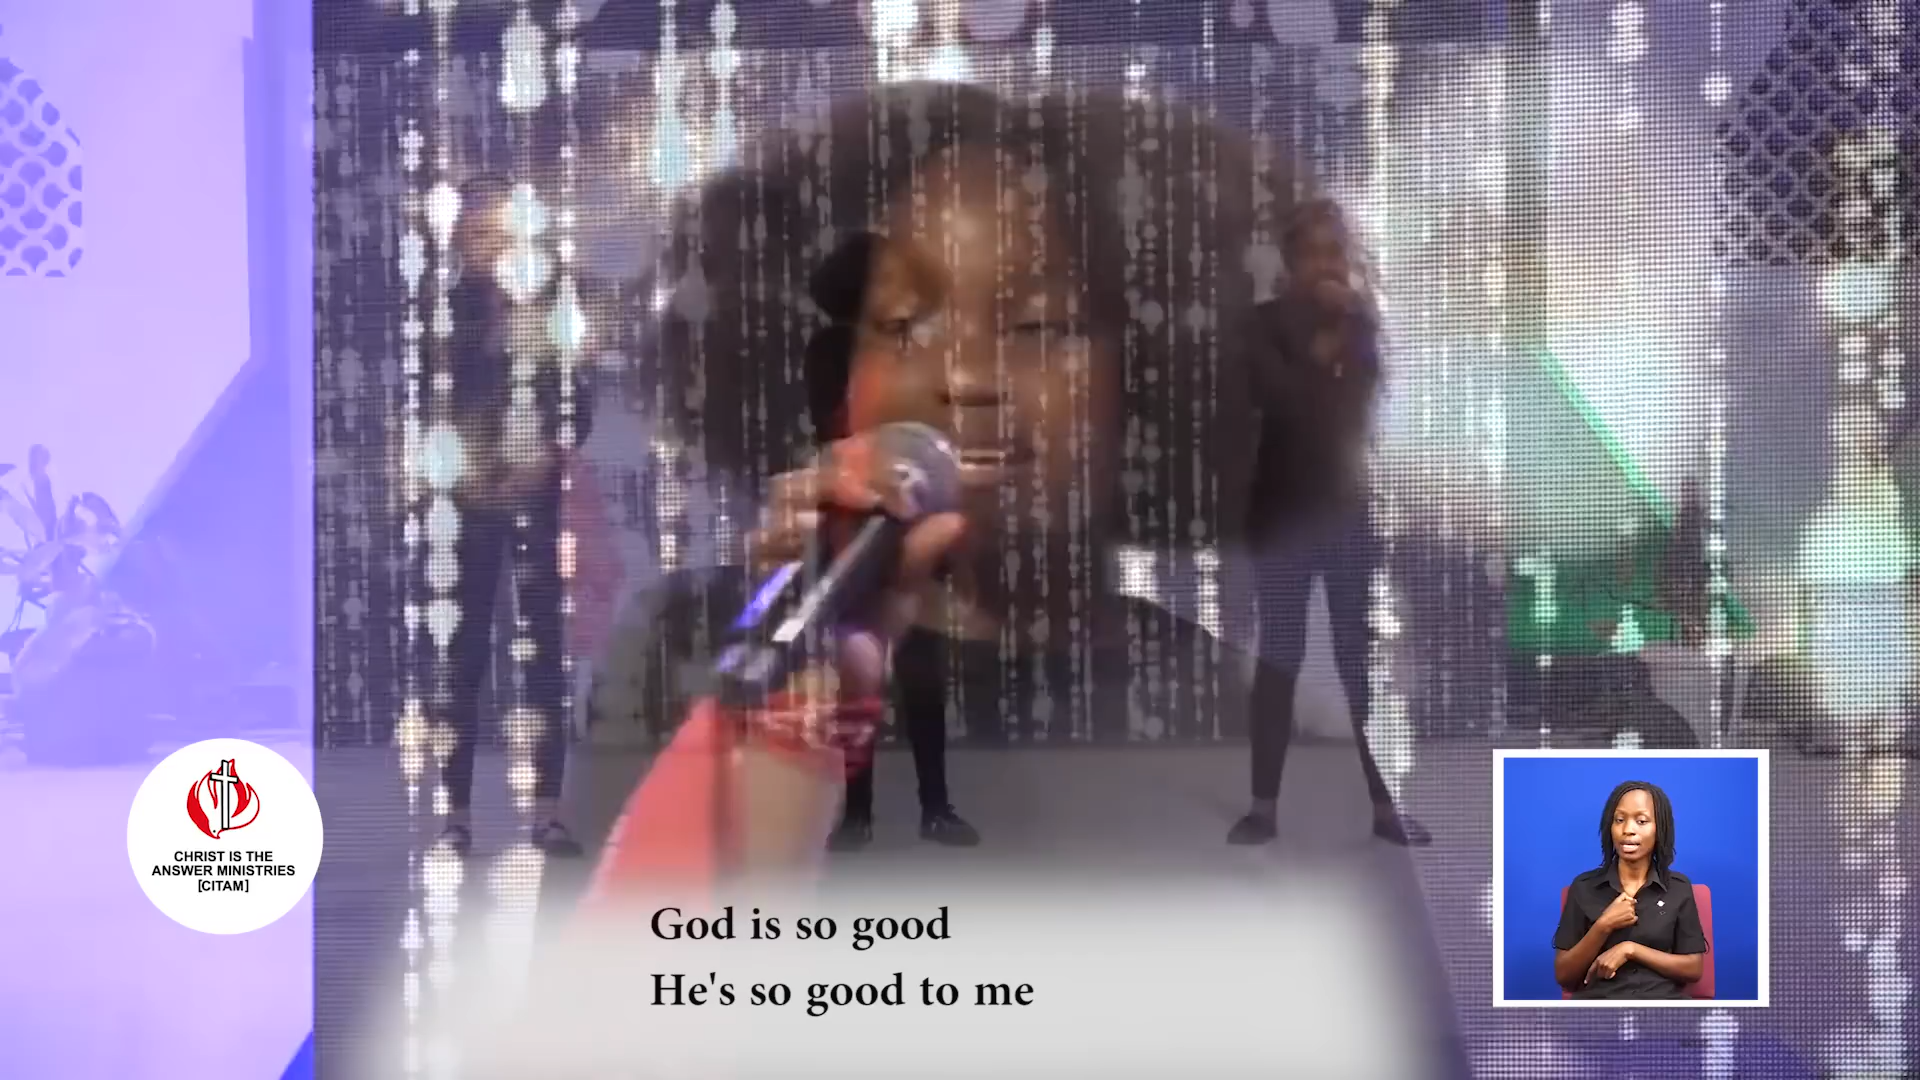 CHRIST IS THE
ANSWER MINISTRIES
[CITAM]
God is so good
He's so good to me